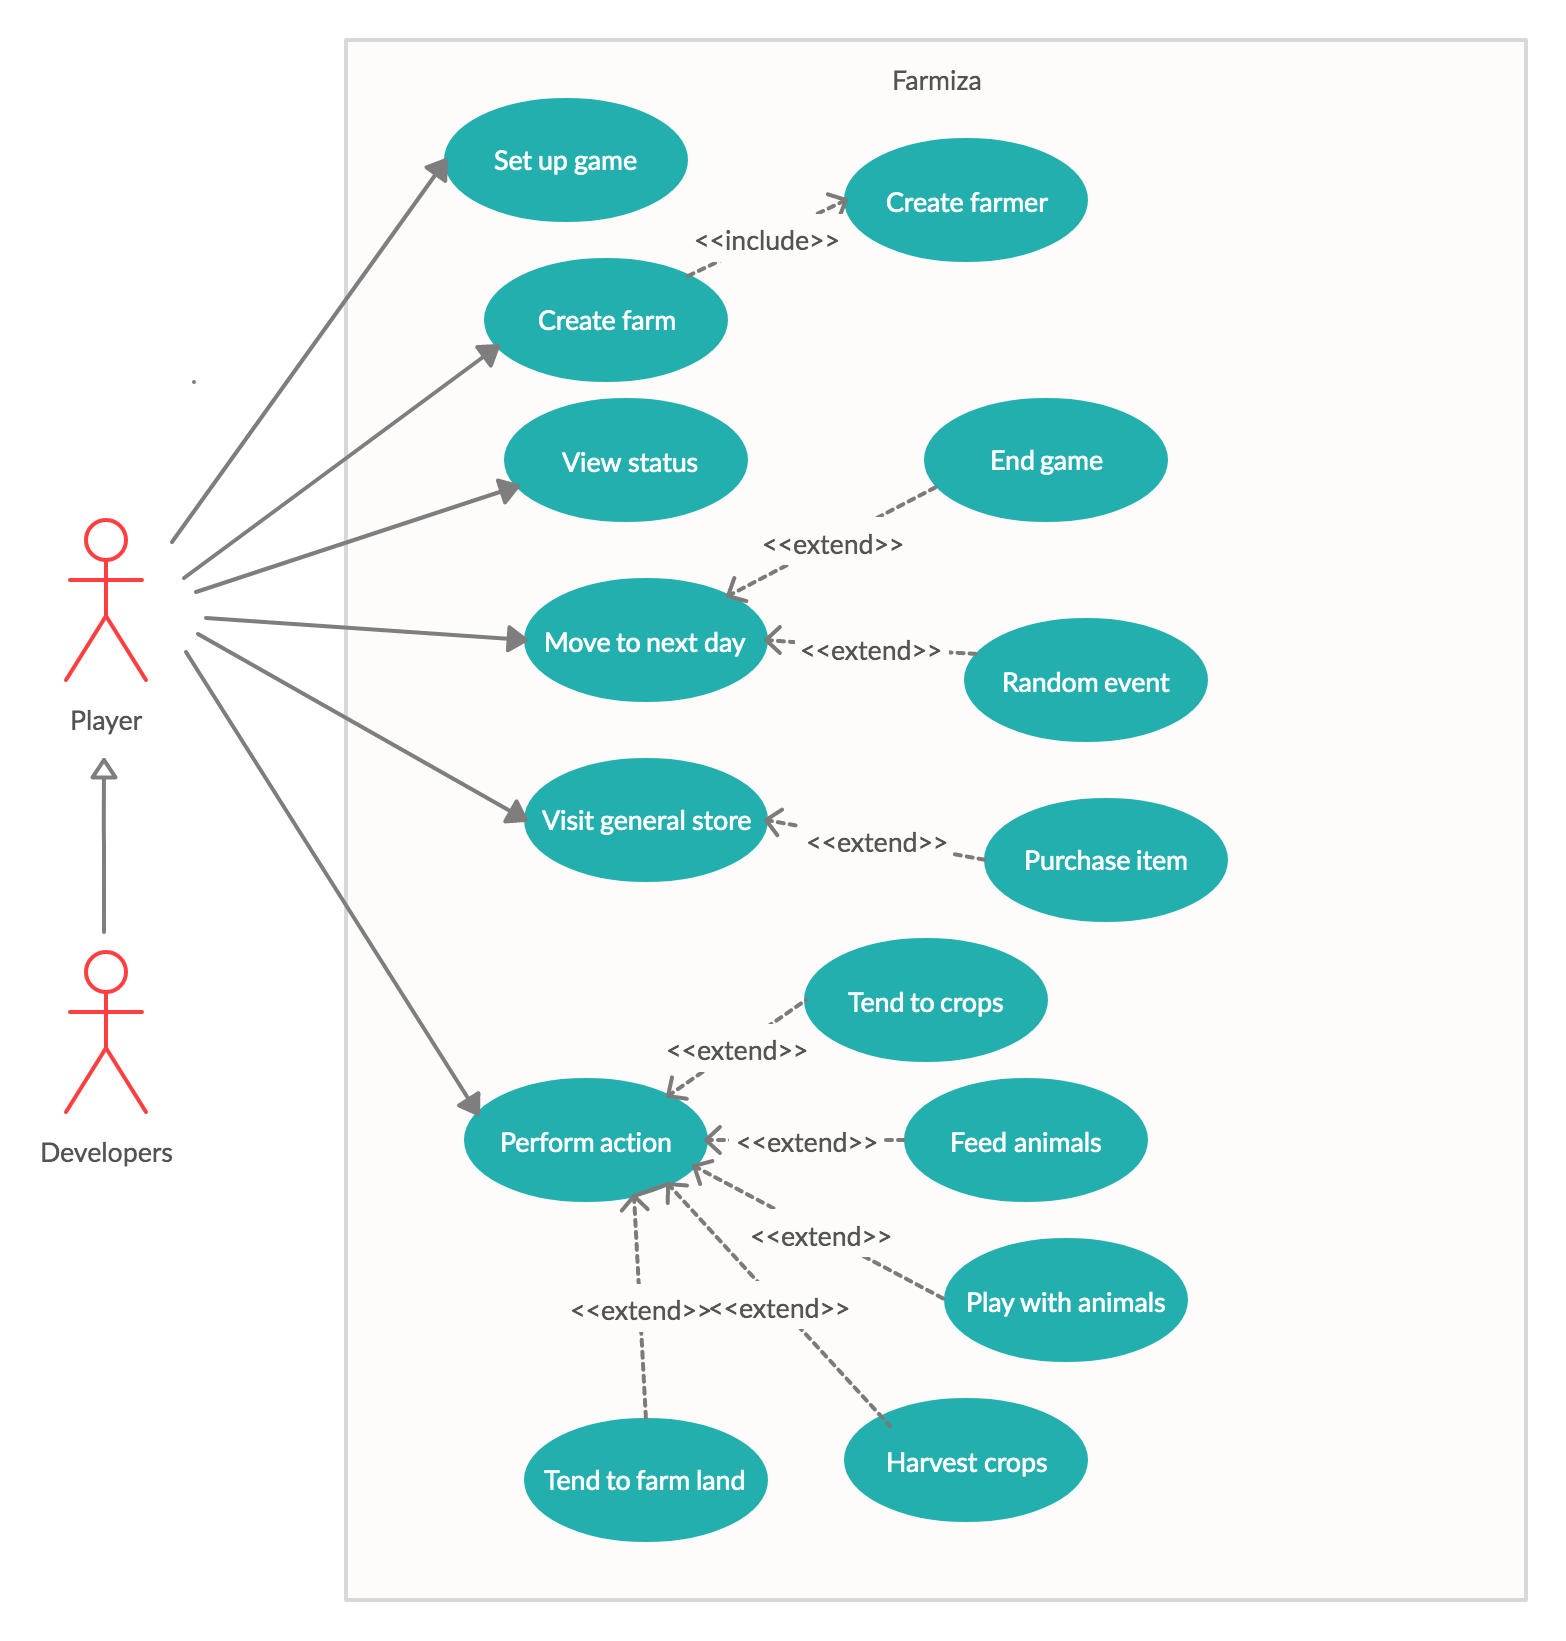 Farmiza
Set up game
Create farmer
<<include>>
Create farm
View status
End game
<<extend>>
Move to next day
<<extend>>
Random event
Player
Visit general store
<<extend>>
Purchase item
Tend to crops
<<extend>>
Developers
Perform action
<<extend>>
Feed animals
<<extend>>
Play with animals
<<extend>>
<<extend>>
Tend to farm land
Harvest crops